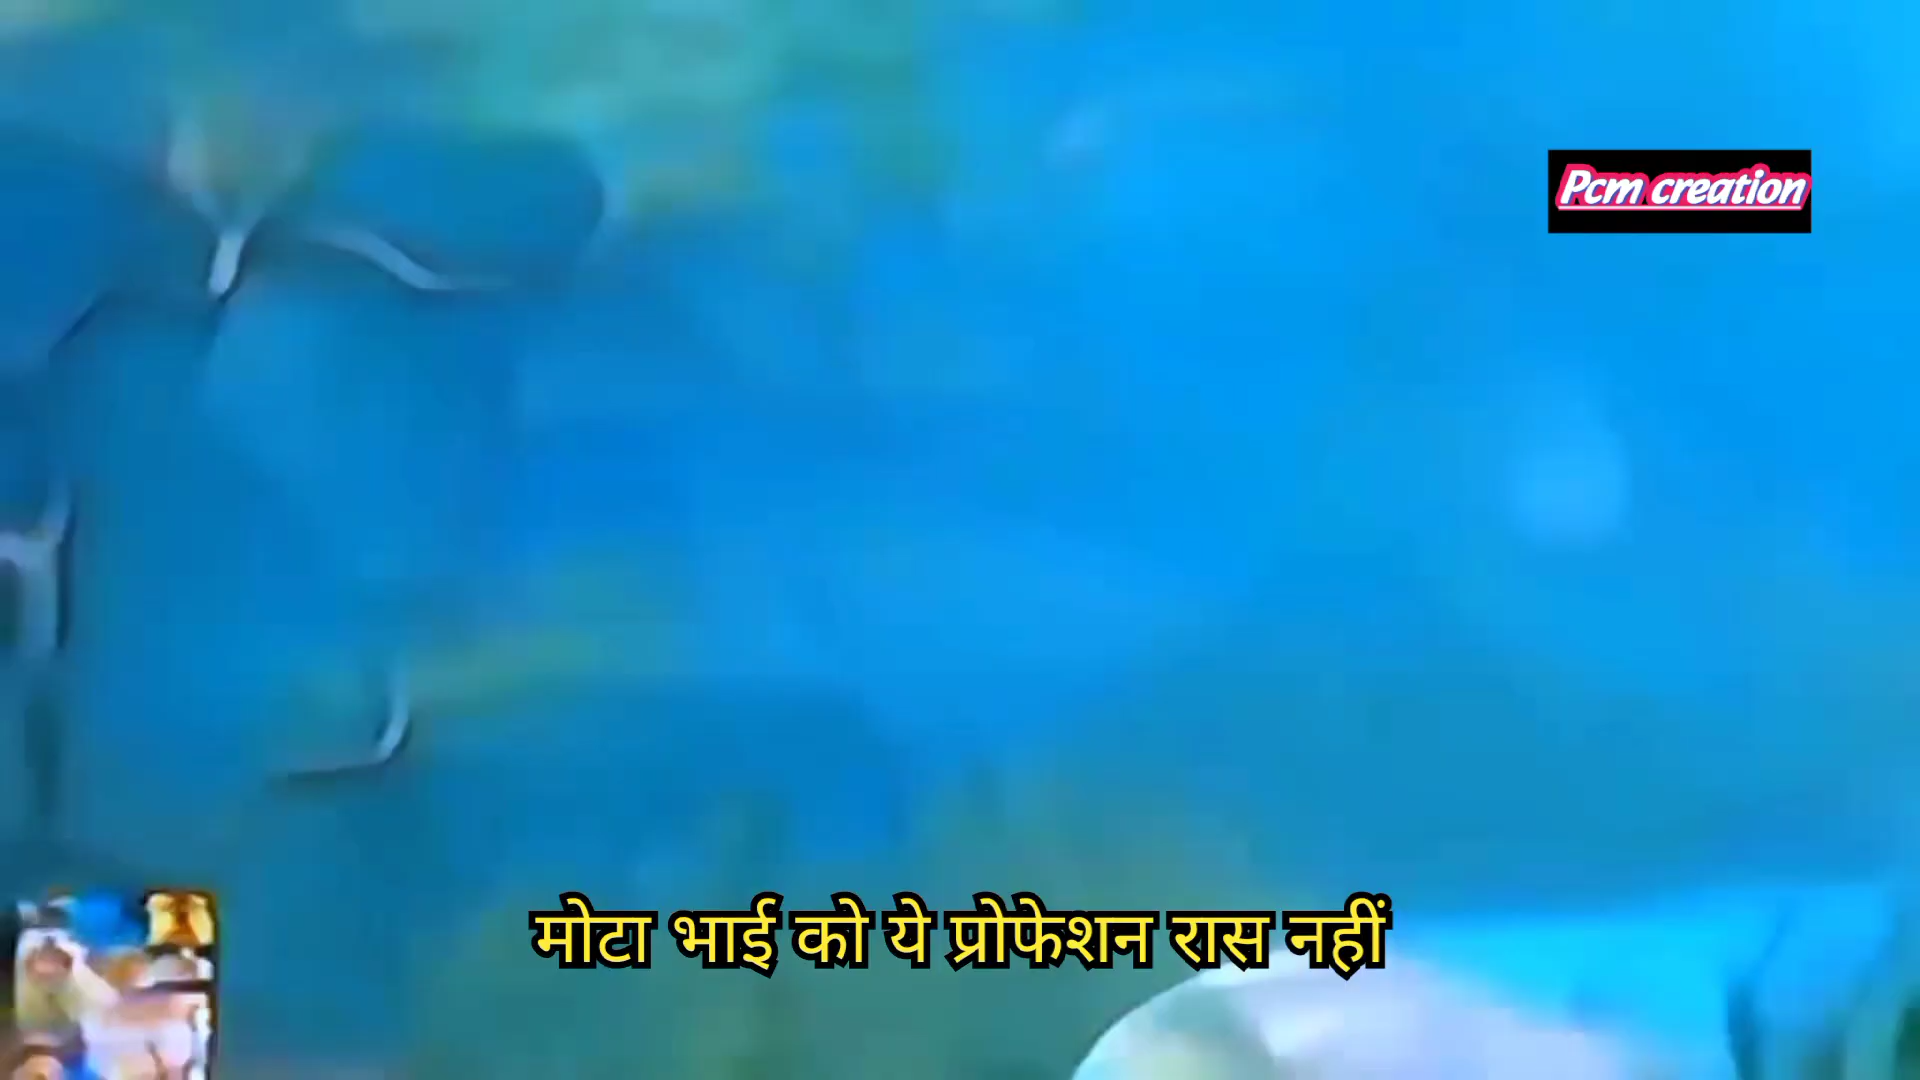 Pcm creation
मोटा भाई को ये प्रोफेशन रास नहीं